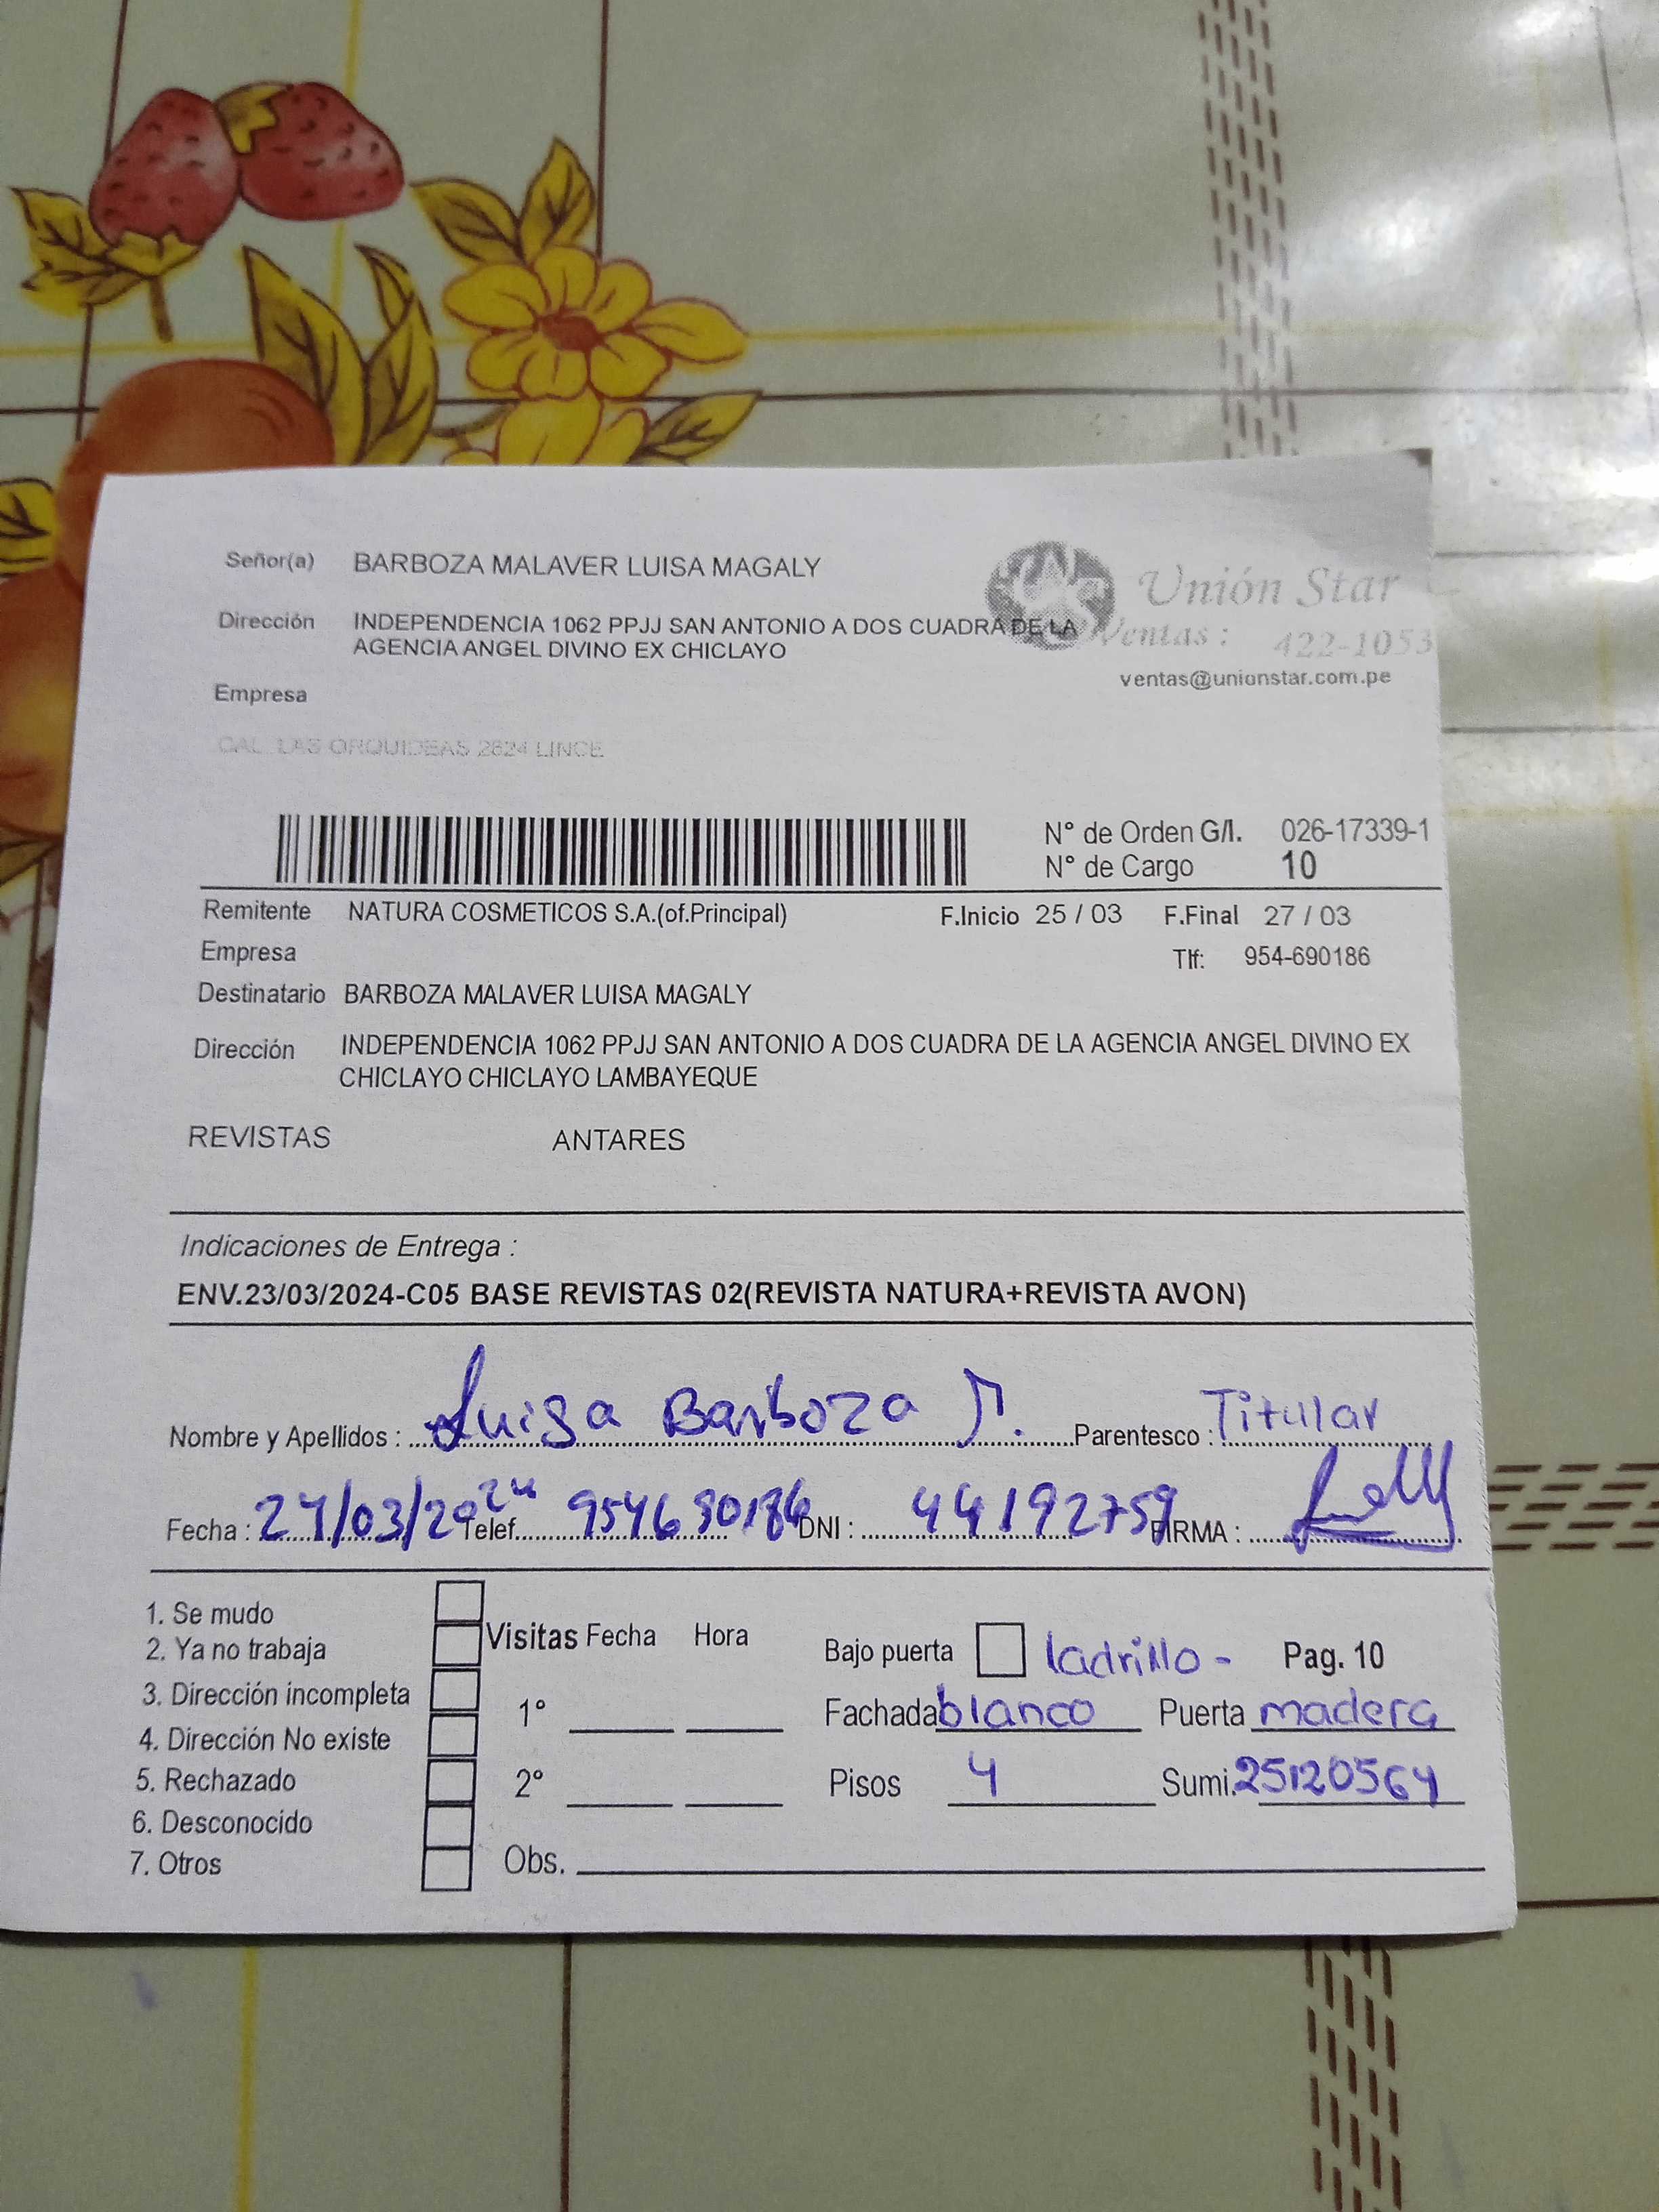 Señor(a) BARBOZA MALAVER LUISA MAGALY
Unión Star
Dirección INDEPENDENCIA 1062 PPJJ SAN ANTONIO A DOS CUADRA DE LA
AGENCIA ANGEL DIVINO EX CHICLAYO
Ventas : 422-1053
ventas@unionstar.com.pe
Empresa
CAL. LAS ORQUIDEAS 2624 LINCE
N° de Orden G/I. 026-17339-1
N° de Cargo 10
Remitente NATURA COSMETICOS S.A.(of.Principal) F.Inicio 25 / 03 F.Final 27 / 03
Empresa Tlf: 954-690186
Destinatario BARBOZA MALAVER LUISA MAGALY
Dirección INDEPENDENCIA 1062 PPJJ SAN ANTONIO A DOS CUADRA DE LA AGENCIA ANGEL DIVINO EX
CHICLAYO CHICLAYO LAMBAYEQUE
REVISTAS ANTARES
Indicaciones de Entrega :
ENV.23/03/2024-C05 BASE REVISTAS 02(REVISTA NATURA+REVISTA AVON)
Nombre y Apellidos : Luisa Barboza M. Parentesco : Titular
Fecha : 27/03/2024 Telef. 954690186 DNI : 44192759 FIRMA :
1. Se mudo
2. Ya no trabaja
3. Dirección incompleta
4. Dirección No existe
5. Rechazado
6. Desconocido
7. Otros
Visitas Fecha Hora
1°
2°
Obs.
Bajo puerta ladrillo - Pag. 10
Fachada blanco Puerta madera
Pisos 4 Sumi. 25120564